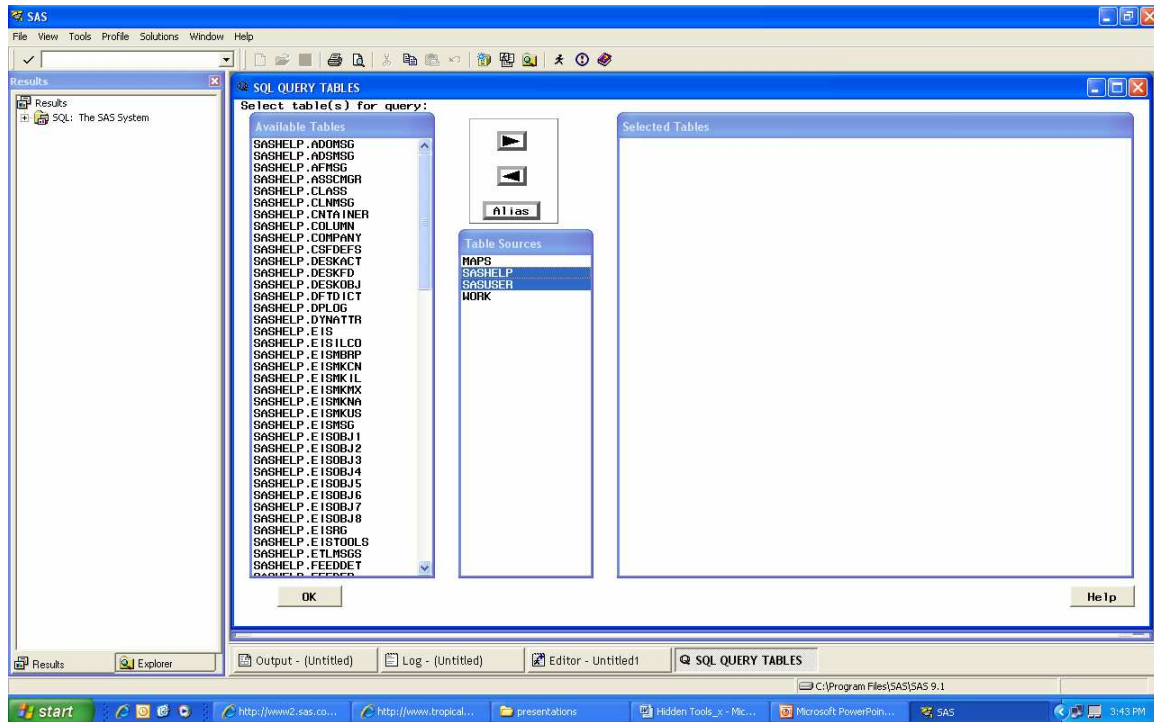 SAS
File View Tools Profile Solutions Window Help
Results
Results
SQL: The SAS System
SQL QUERY TABLES
Select table(s) for query:
Available Tables
SASHELP.ADOMSG
SASHELP.ADSMSG
SASHELP.AFMSG
SASHELP.ASSCMGR
SASHELP.CLASS
SASHELP.CLNMSG
SASHELP.CNTAINER
SASHELP.COLUMN
SASHELP.COMPANY
SASHELP.CSFDEFS
SASHELP.DESKACT
SASHELP.DESKFD
SASHELP.DESKOBJ
SASHELP.DFTDICT
SASHELP.DPLOG
SASHELP.DYNATTR
SASHELP.EIS
SASHELP.EISILCO
SASHELP.EISMBRP
SASHELP.EISMKCN
SASHELP.EISMKIL
SASHELP.EISMKMX
SASHELP.EISMKNA
SASHELP.EISMKUS
SASHELP.EISMSG
SASHELP.EISOBJ1
SASHELP.EISOBJ2
SASHELP.EISOBJ3
SASHELP.EISOBJ4
SASHELP.EISOBJ5
SASHELP.EISOBJ6
SASHELP.EISOBJ7
SASHELP.EISOBJ8
SASHELP.EISRG
SASHELP.EISTOOLS
SASHELP.ETLMSGS
SASHELP.FEEDDET
Alias
Table Sources
MAPS
SASHELP
SASUSER
WORK
Selected Tables
OK
Help
Results
Explorer
Output - (Untitled)
Log - (Untitled)
Editor - Untitled1
SQL QUERY TABLES
C:\Program Files\SAS\SAS 9.1
start
http://www2.sas.co...
http://www.tropical...
presentations
Hidden Tools_x - Mic...
Microsoft PowerPoin...
SAS
3:43 PM